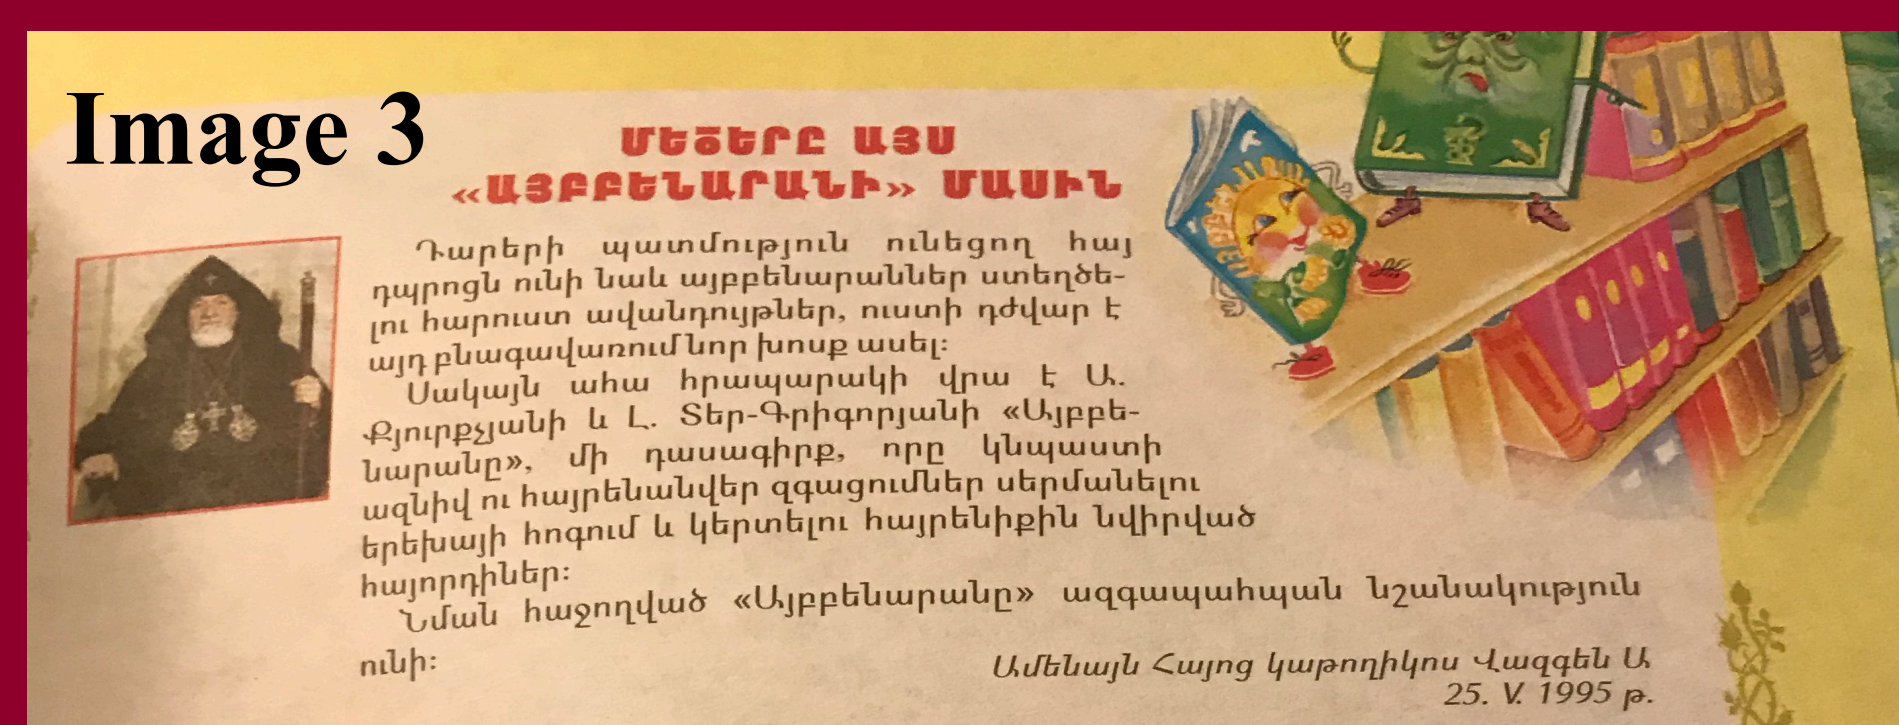 Image 3
ՄԵԾԵՐԸ ԱՅՍ
«ԱՅԲԲԵՆԱՐԱՆԻ» ՄԱՍԻՆ
Դարերի պատմություն ունեցող հայ
դպրոցն ունի նաև այբբենարաններ ստեղծե-
լու հարուստ ավանդույթներ, ուստի դժվար է
այդ բնագավառում նոր խոսք ասել:
Սակայն ահա հրապարակի վրա է Ա.
Քյուրքչյանի և Լ. Տեր-Գրիգորյանի «Այբբե-
նարանը», մի դասագիրք, որը կնպաստի
ազնիվ ու հայրենանվեր զգացումներ սերմանելու
երեխայի հոգում և կերտելու հայրենիքին նվիրված
հայորդիներ:
Նման հաջողված «Այբբենարանը» ազգապահպան նշանակություն
ունի:
Ամենայն Հայոց կաթողիկոս Վազգեն Ա
25. V. 1995 թ.